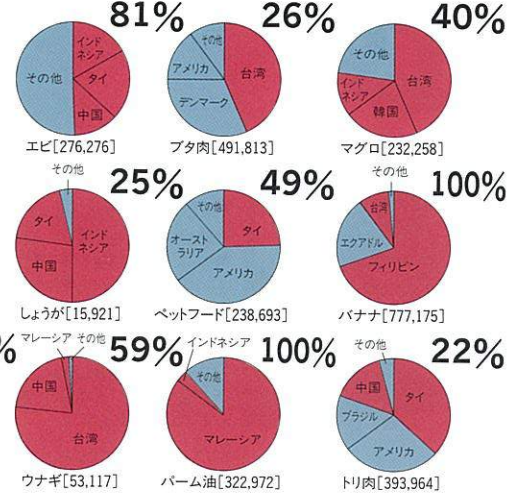 81%
インド
ネシア
その他
タイ
中国
エビ[276,276]
26%
その他
アメリカ
台湾
デンマーク
ブタ肉[491,813]
40%
その他
台湾
インド
ネシア
韓国
マグロ[232,258]
25%
その他
タイ
インド
ネシア
中国
しょうが[15,921]
49%
その他
タイ
オースト
ラリア
アメリカ
ペットフード[238,693]
100%
その他
台湾
エクアドル
フィリピン
バナナ[777,175]
%
59%
マレーシア その他
中国
台湾
ウナギ[53,117]
100%
インドネシア
その他
マレーシア
パーム油[322,972]
22%
その他
中国
タイ
ブラジル
アメリカ
トリ肉[393,964]